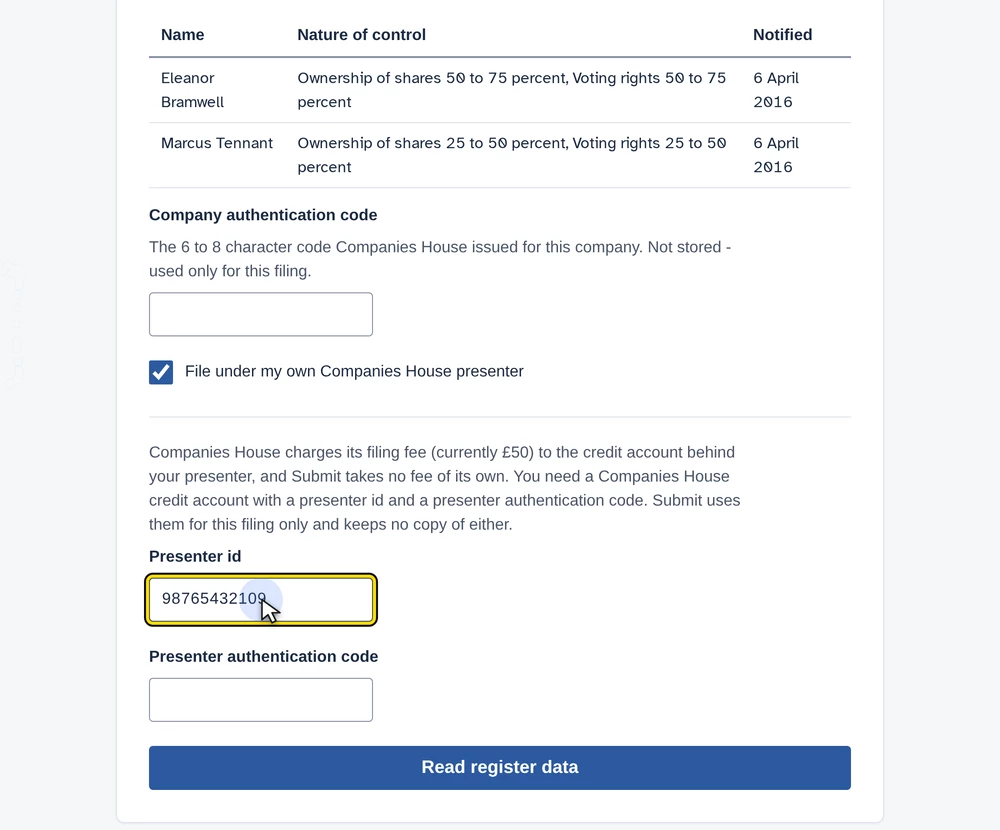 Name Nature of control Notified
Eleanor Bramwell Ownership of shares 50 to 75 percent, Voting rights 50 to 75 percent 6 April 2016
Marcus Tennant Ownership of shares 25 to 50 percent, Voting rights 25 to 50 percent 6 April 2016
Company authentication code
The 6 to 8 character code Companies House issued for this company. Not stored -
used only for this filing.
File under my own Companies House presenter
Companies House charges its filing fee (currently £50) to the credit account behind
your presenter, and Submit takes no fee of its own. You need a Companies House
credit account with a presenter id and a presenter authentication code. Submit uses
them for this filing only and keeps no copy of either.
Presenter id
98765432109
Presenter authentication code
Read register data